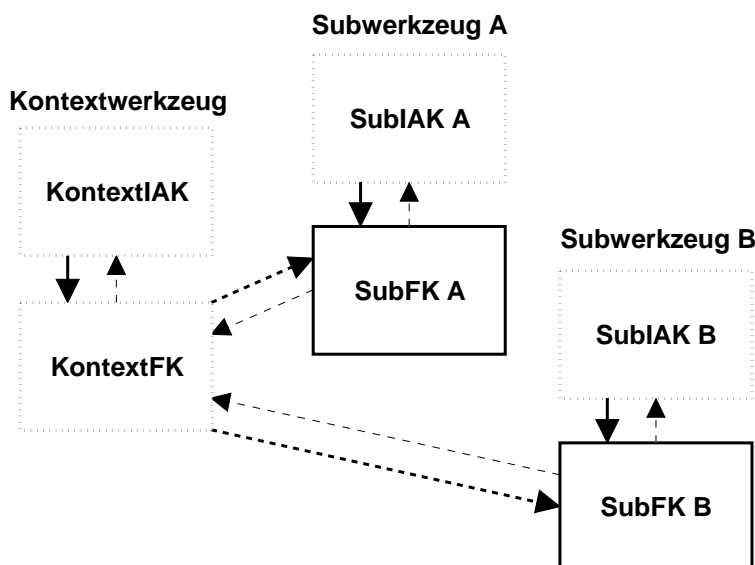 Subwerkzeug A
Kontextwerkzeug
SubIAK A
KontextIAK
Subwerkzeug B
SubFK A
SubIAK B
KontextFK
SubFK B